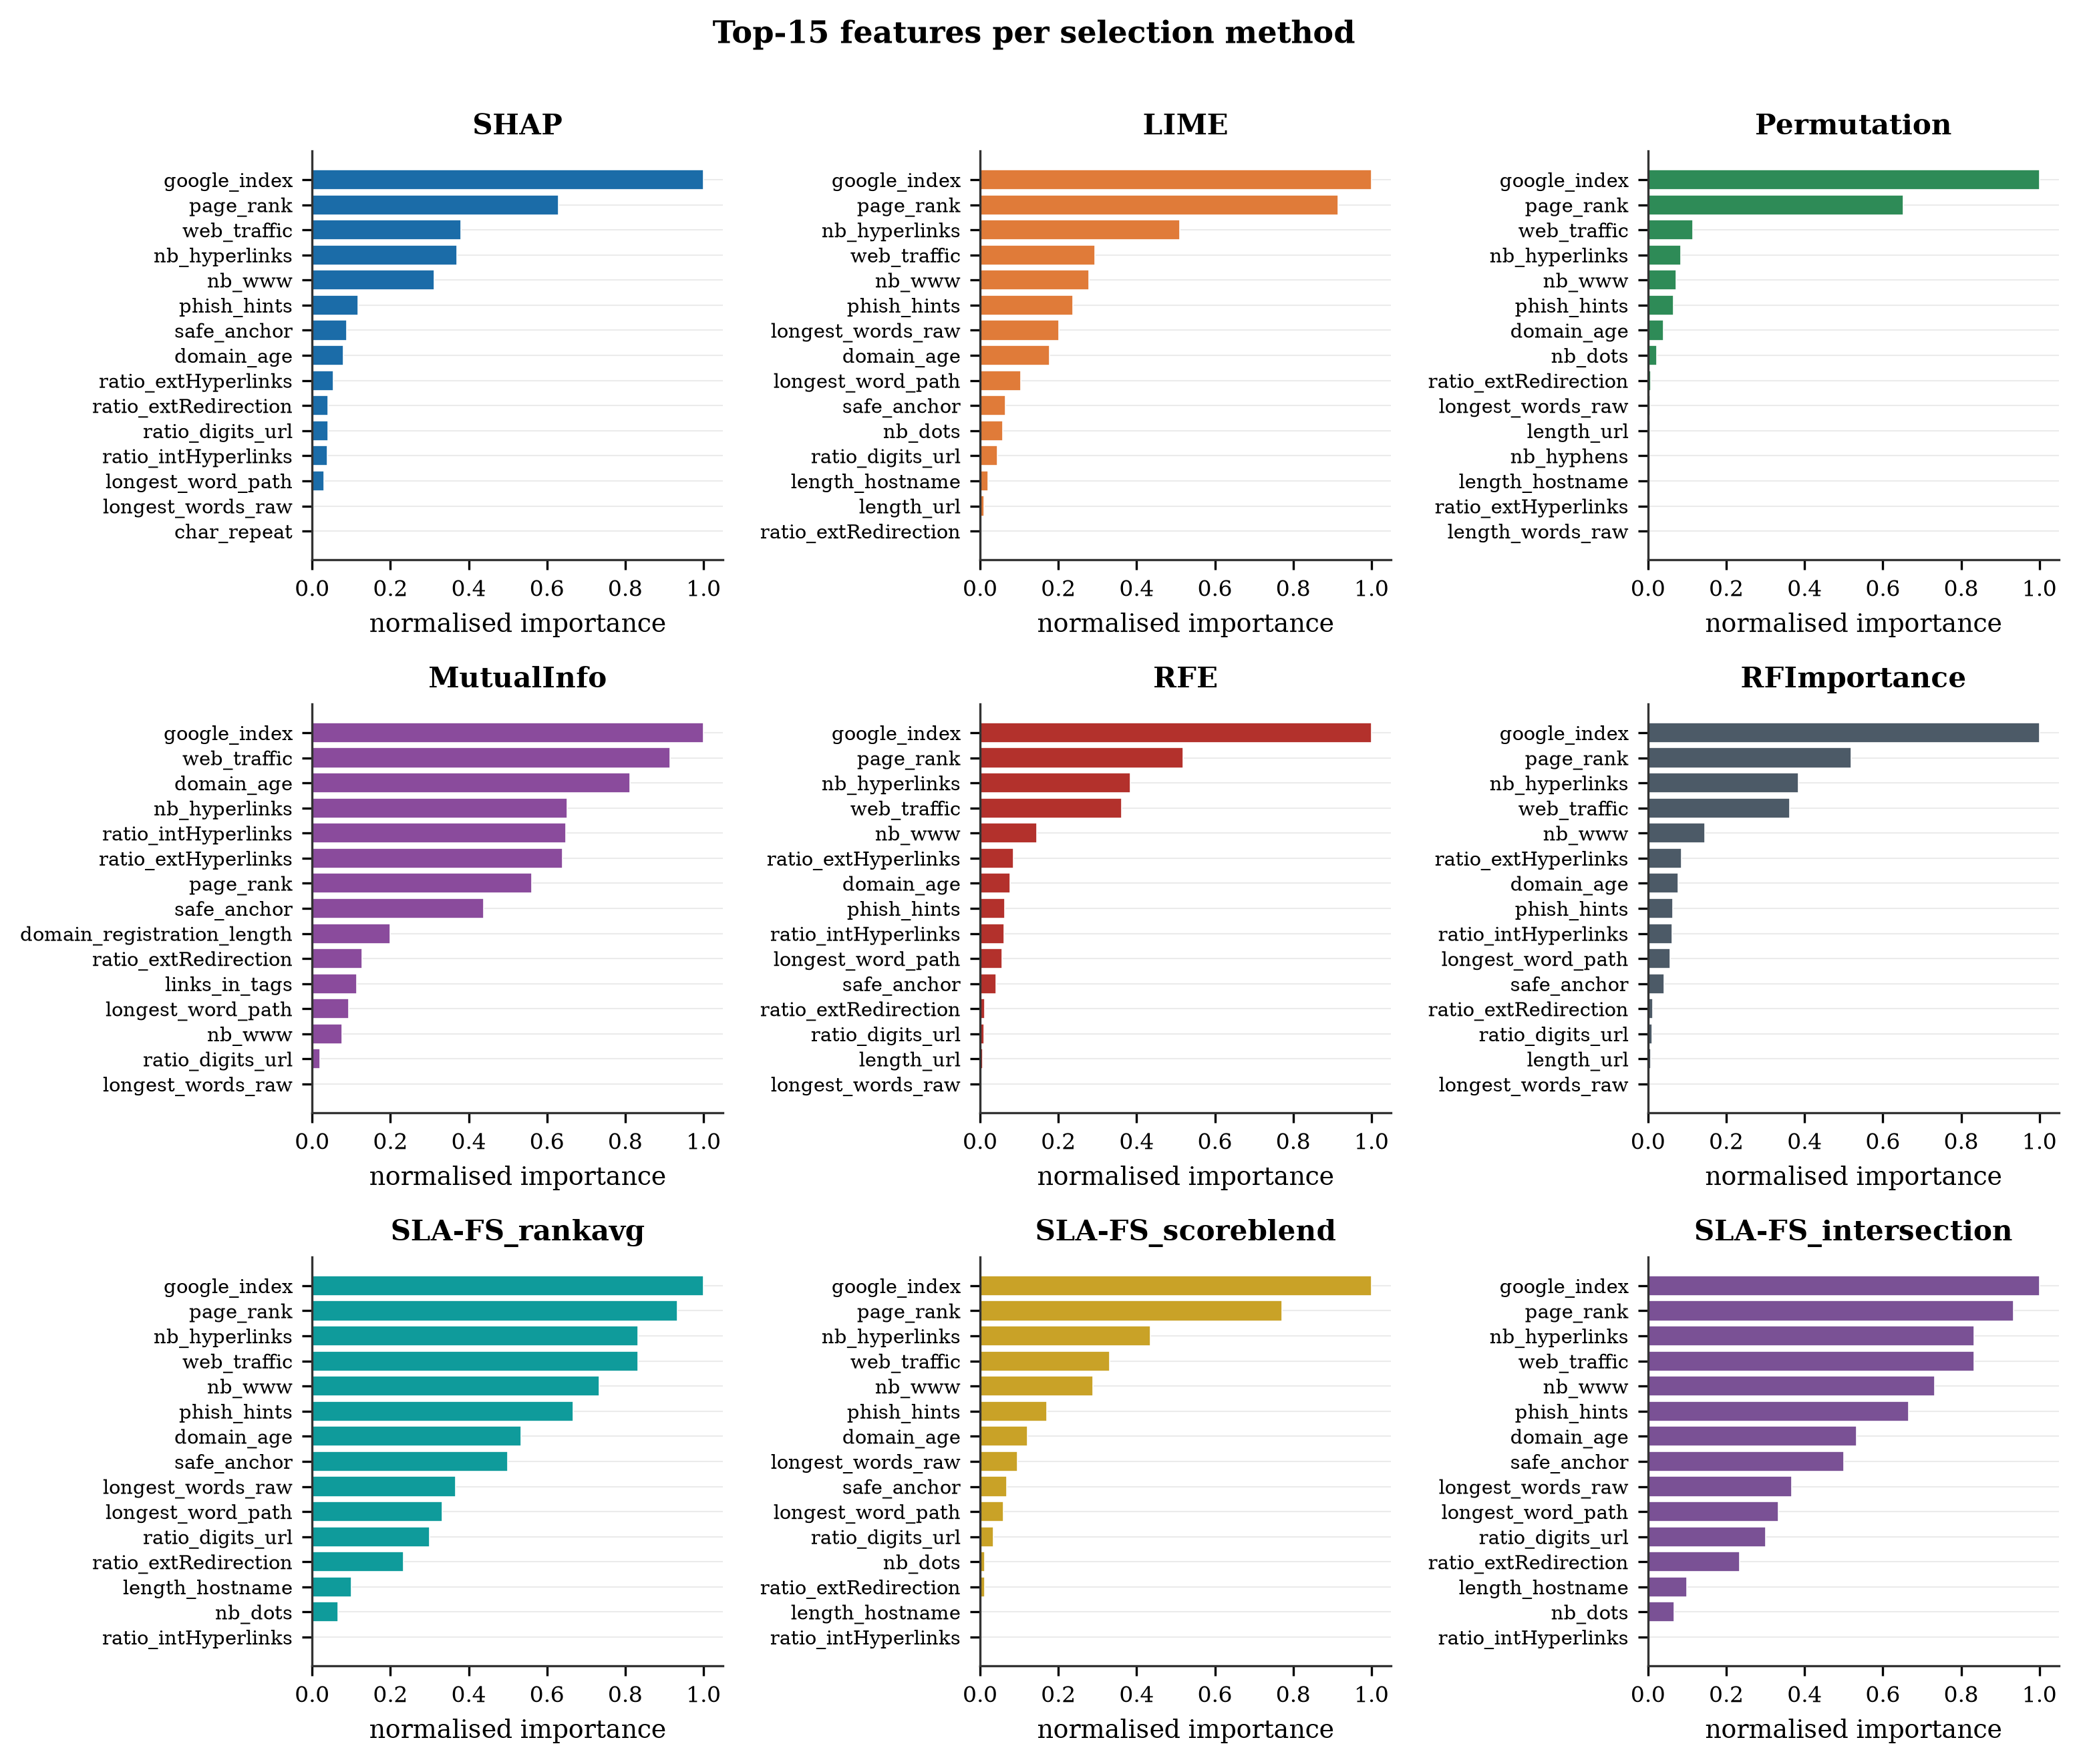 Top-15 features per selection method
SHAP
google_index
page_rank
web_traffic
nb_hyperlinks
nb_www
phish_hints
safe_anchor
domain_age
ratio_extHyperlinks
ratio_extRedirection
ratio_digits_url
ratio_intHyperlinks
longest_word_path
longest_words_raw
char_repeat
0.0 0.2 0.4 0.6 0.8 1.0
normalised importance
LIME
google_index
page_rank
nb_hyperlinks
web_traffic
nb_www
phish_hints
longest_words_raw
domain_age
longest_word_path
safe_anchor
nb_dots
ratio_digits_url
length_hostname
length_url
ratio_extRedirection
0.0 0.2 0.4 0.6 0.8 1.0
normalised importance
Permutation
google_index
page_rank
web_traffic
nb_hyperlinks
nb_www
phish_hints
domain_age
nb_dots
ratio_extRedirection
longest_words_raw
length_url
nb_hyphens
length_hostname
ratio_extHyperlinks
length_words_raw
0.0 0.2 0.4 0.6 0.8 1.0
normalised importance
MutualInfo
google_index
web_traffic
domain_age
nb_hyperlinks
ratio_intHyperlinks
ratio_extHyperlinks
page_rank
safe_anchor
domain_registration_length
ratio_extRedirection
links_in_tags
longest_word_path
nb_www
ratio_digits_url
longest_words_raw
0.0 0.2 0.4 0.6 0.8 1.0
normalised importance
RFE
google_index
page_rank
nb_hyperlinks
web_traffic
nb_www
ratio_extHyperlinks
domain_age
phish_hints
ratio_intHyperlinks
longest_word_path
safe_anchor
ratio_extRedirection
ratio_digits_url
length_url
longest_words_raw
0.0 0.2 0.4 0.6 0.8 1.0
normalised importance
RFImportance
google_index
page_rank
nb_hyperlinks
web_traffic
nb_www
ratio_extHyperlinks
domain_age
phish_hints
ratio_intHyperlinks
longest_word_path
safe_anchor
ratio_extRedirection
ratio_digits_url
length_url
longest_words_raw
0.0 0.2 0.4 0.6 0.8 1.0
normalised importance
SLA-FS_rankavg
google_index
page_rank
nb_hyperlinks
web_traffic
nb_www
phish_hints
domain_age
safe_anchor
longest_words_raw
longest_word_path
ratio_digits_url
ratio_extRedirection
length_hostname
nb_dots
ratio_intHyperlinks
0.0 0.2 0.4 0.6 0.8 1.0
normalised importance
SLA-FS_scoreblend
google_index
page_rank
nb_hyperlinks
web_traffic
nb_www
phish_hints
domain_age
longest_words_raw
safe_anchor
longest_word_path
ratio_digits_url
nb_dots
ratio_extRedirection
length_hostname
ratio_intHyperlinks
0.0 0.2 0.4 0.6 0.8 1.0
normalised importance
SLA-FS_intersection
google_index
page_rank
nb_hyperlinks
web_traffic
nb_www
phish_hints
domain_age
safe_anchor
longest_words_raw
longest_word_path
ratio_digits_url
ratio_extRedirection
length_hostname
nb_dots
ratio_intHyperlinks
0.0 0.2 0.4 0.6 0.8 1.0
normalised importance